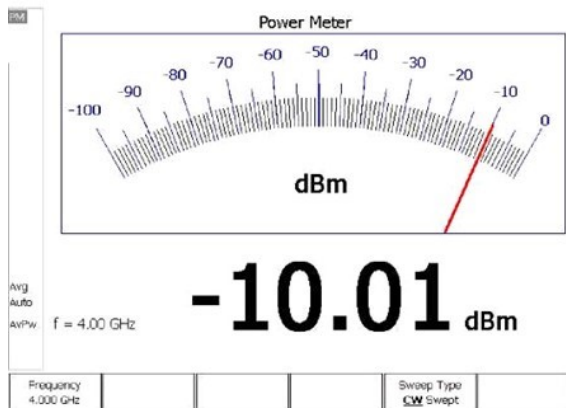 PM
Power Meter
-100 -90 -80 -70 -60 -50 -40 -30 -20 -10 0
dBm
-10.01 dBm
Avg
Auto
AvPw f = 4.00 GHz
Frequency
4.000 GHz
Sweep Type
CW Swept